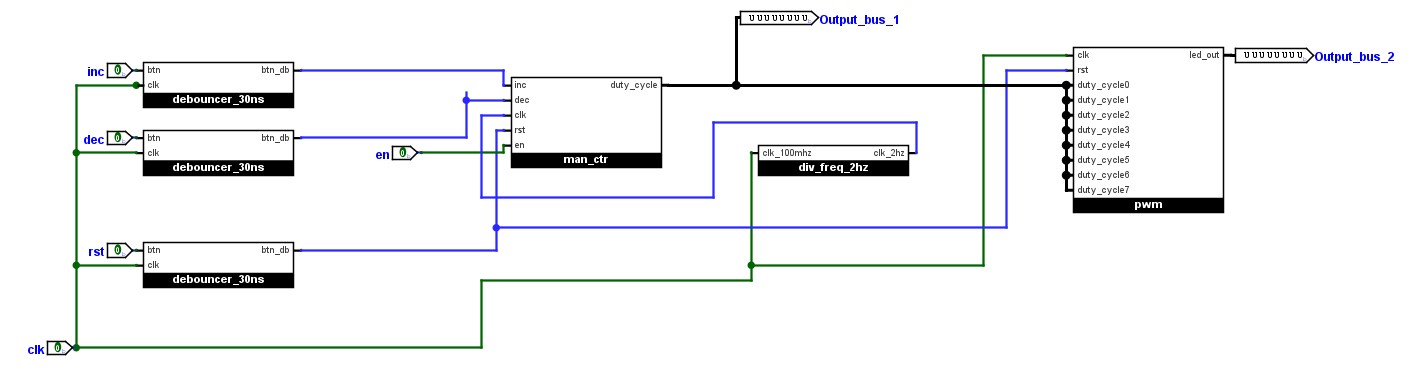 inc 0 btn btn_db
clk
debouncer_30ns
dec 0 btn btn_db
clk
debouncer_30ns
rst 0 btn btn_db
clk
debouncer_30ns
clk 0
en 0
inc duty_cycle
dec
clk
rst
en
man_ctr
UUUUUUUU Output_bus_1
clk_100mhz clk_2hz
div_freq_2hz
clk led_out
rst
duty_cycle0
duty_cycle1
duty_cycle2
duty_cycle3
duty_cycle4
duty_cycle5
duty_cycle6
duty_cycle7
pwm
UUUUUUUU Output_bus_2